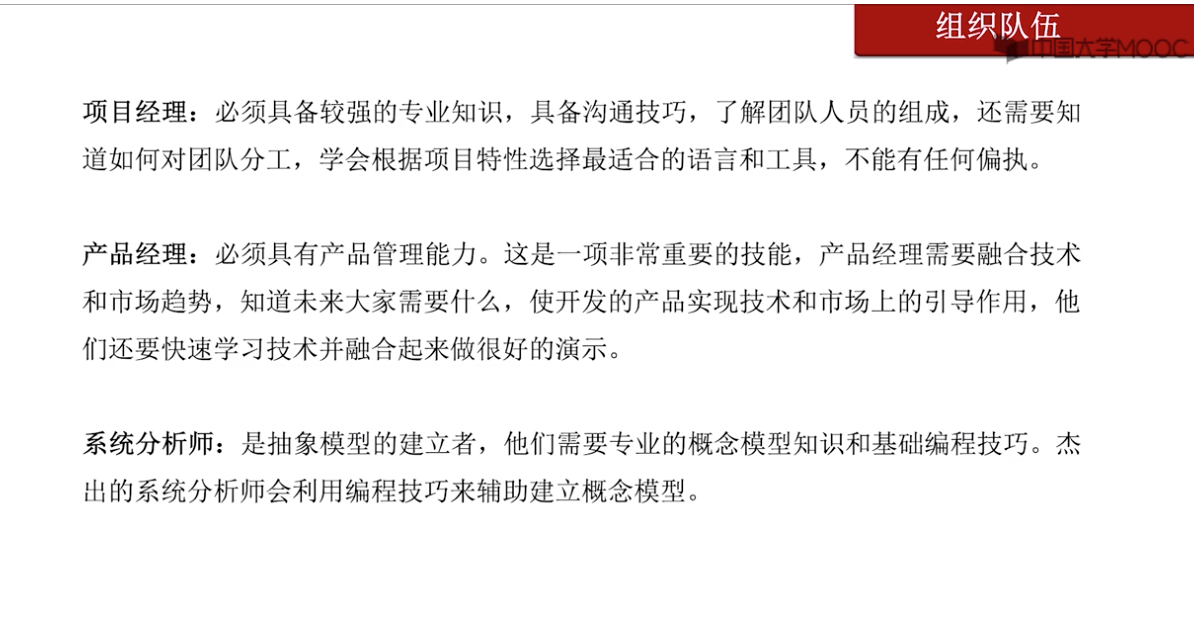 组织队伍
中国大学MOOC
项目经理：必须具备较强的专业知识，具备沟通技巧，了解团队人员的组成，还需要知
道如何对团队分工，学会根据项目特性选择最适合的语言和工具，不能有任何偏执。
产品经理：必须具有产品管理能力。这是一项非常重要的技能，产品经理需要融合技术
和市场趋势，知道未来大家需要什么，使开发的产品实现技术和市场上的引导作用，他
们还要快速学习技术并融合起来做很好的演示。
系统分析师：是抽象模型的建立者，他们需要专业的概念模型知识和基础编程技巧。杰
出的系统分析师会利用编程技巧来辅助建立概念模型。